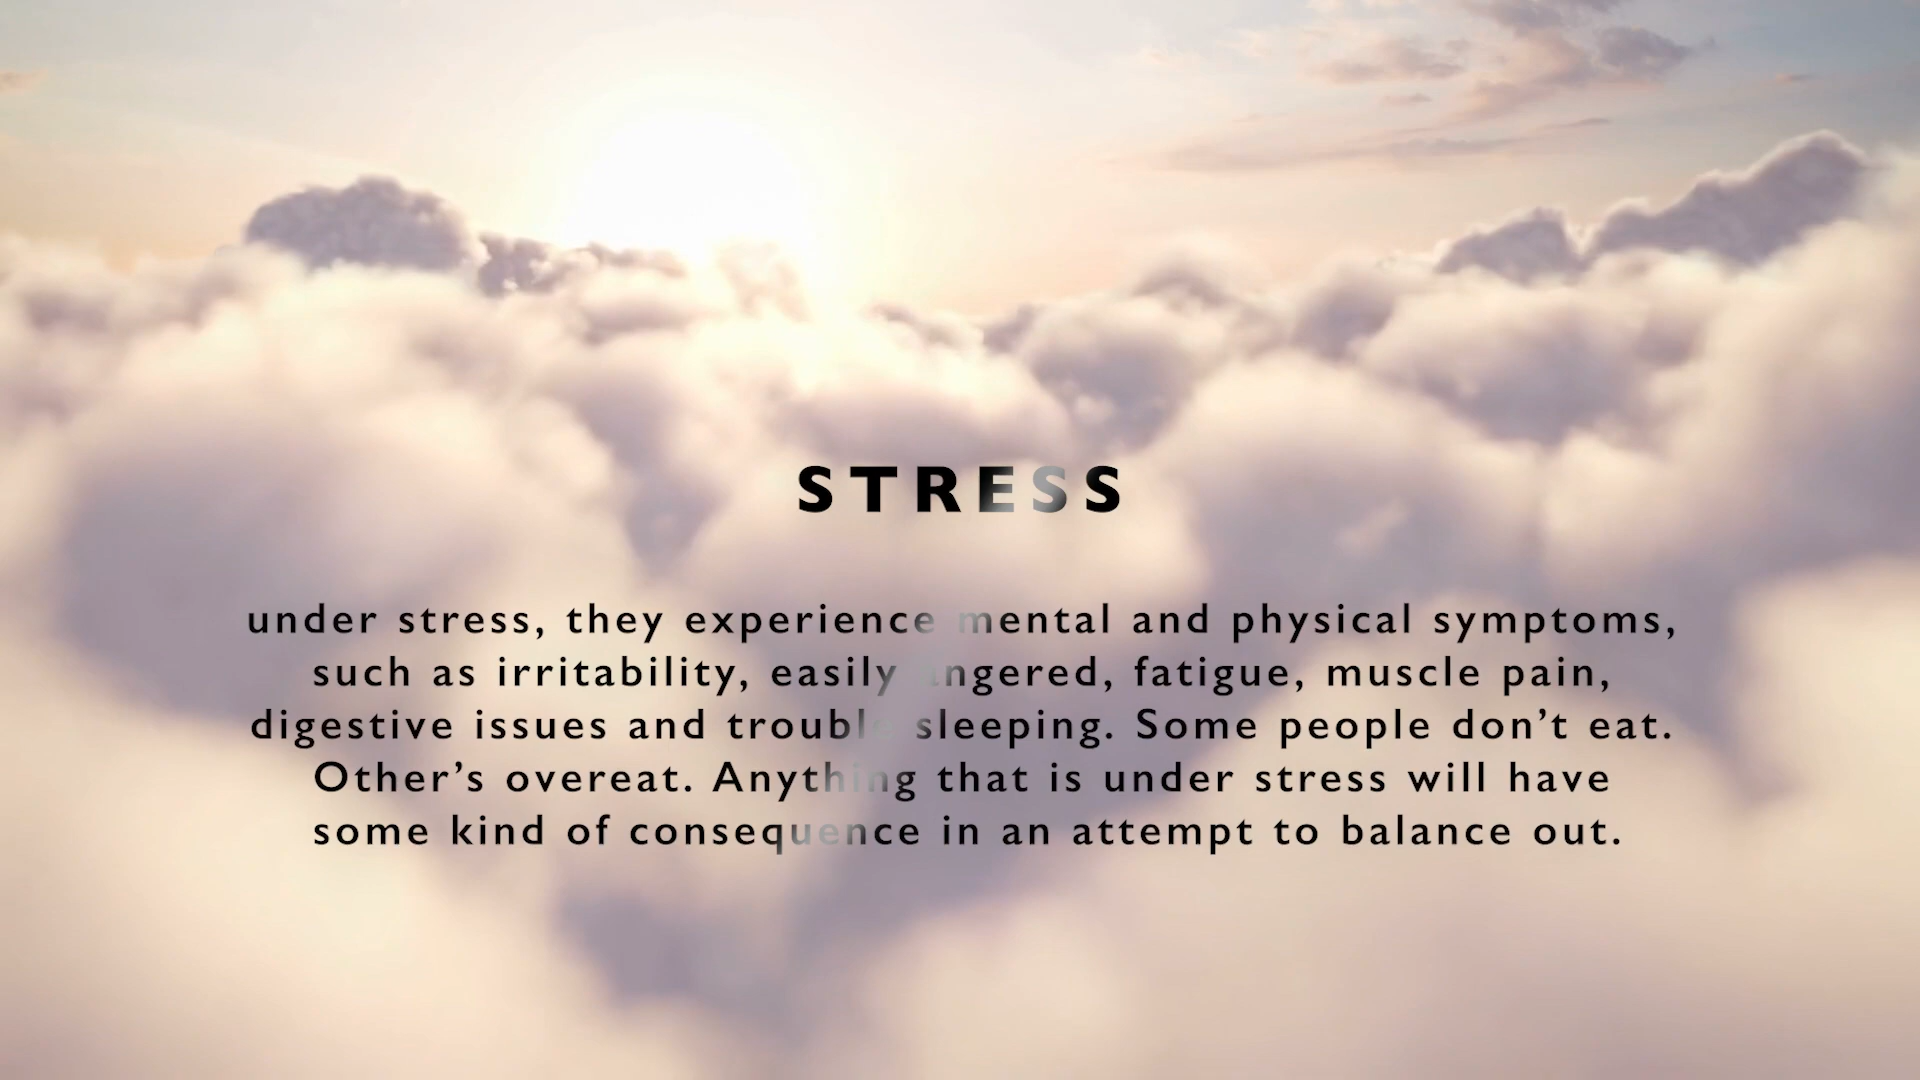 STRESS
under stress, they experience mental and physical symptoms,
such as irritability, easily angered, fatigue, muscle pain,
digestive issues and trouble sleeping. Some people don’t eat.
Other’s overeat. Anything that is under stress will have
some kind of consequence in an attempt to balance out.